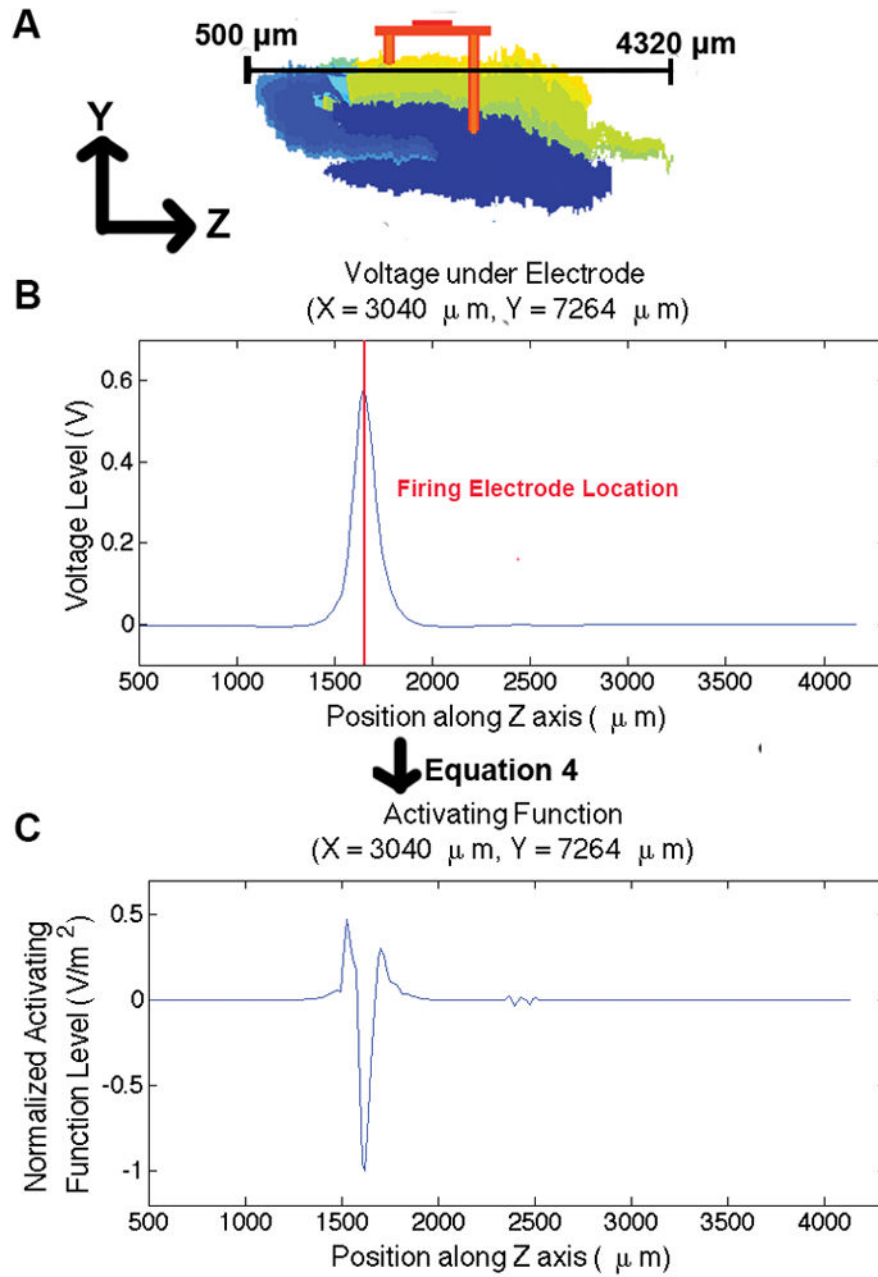 A
500 µm
4320 µm
Y
Z
B
Voltage under Electrode
(X = 3040 μ m, Y = 7264 μ m)
Voltage Level (V)
0.6
0.4
0.2
0
Firing Electrode Location
500 1000 1500 2000 2500 3000 3500 4000
Position along Z axis ( μ m)
Equation 4
C
Activating Function
(X = 3040 μ m, Y = 7264 μ m)
Normalized Activating
Function Level (V/m²)
0.5
0
-0.5
-1
500 1000 1500 2000 2500 3000 3500 4000
Position along Z axis ( μ m)